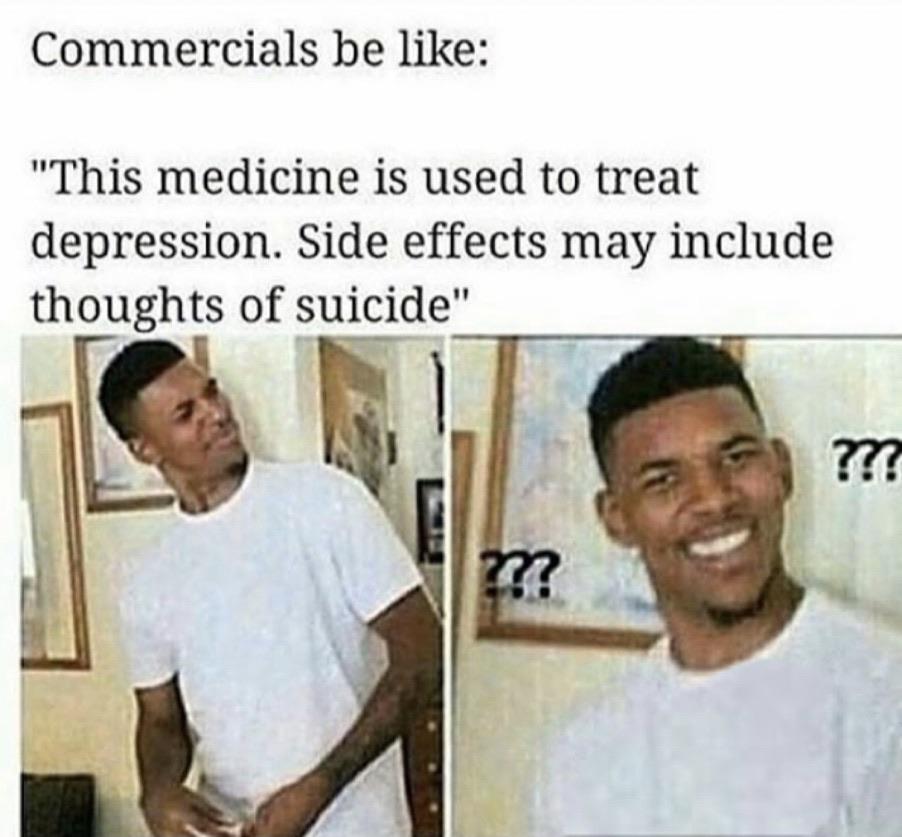 Commercials be like:
"This medicine is used to treat
depression. Side effects may include
thoughts of suicide"
???
???